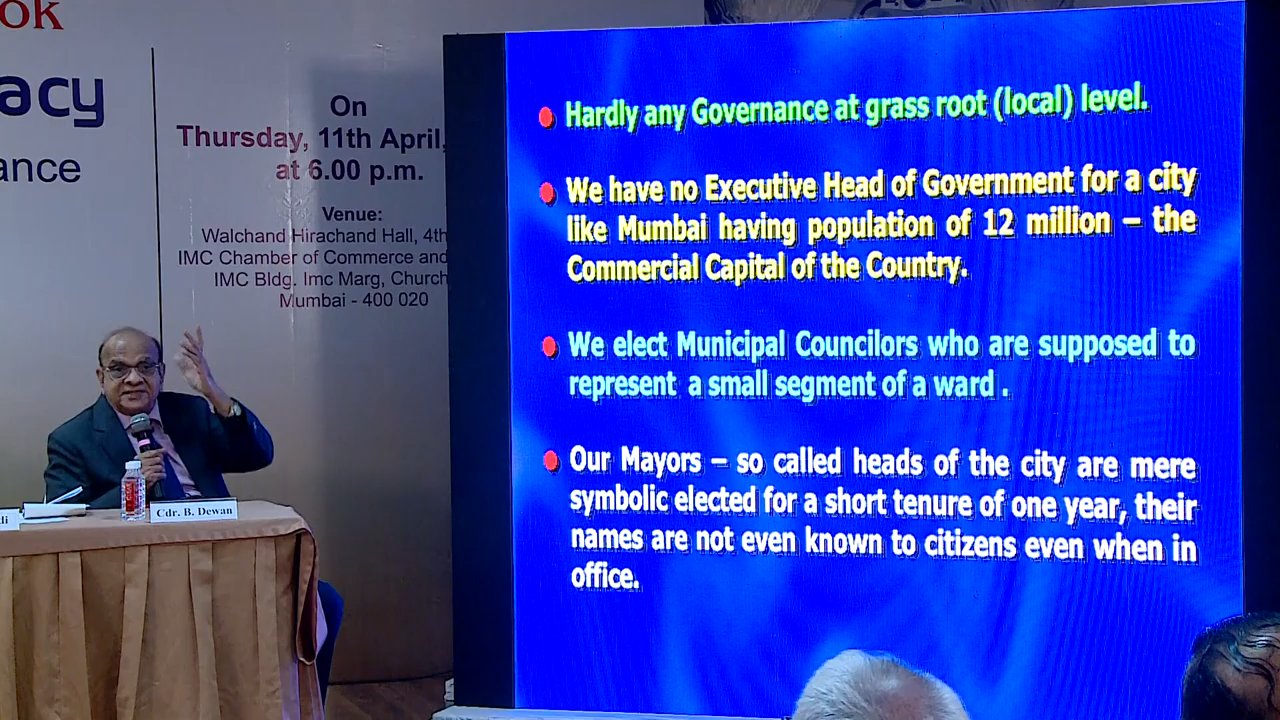 ok
acy
ance
On
Thursday, 11th April,
at 6.00 p.m.
Venue:
Walchand Hirachand Hall, 4th
IMC Chamber of Commerce and
IMC Bldg. Imc Marg, Church
Mumbai - 400 020
di
Cdr. B. Dewan
Hardly any Governance at grass root (local) level.
We have no Executive Head of Government for a city
like Mumbai having population of 12 million – the
Commercial Capital of the Country.
We elect Municipal Councilors who are supposed to
represent a small segment of a ward .
Our Mayors – so called heads of the city are mere
symbolic elected for a short tenure of one year, their
names are not even known to citizens even when in
office.